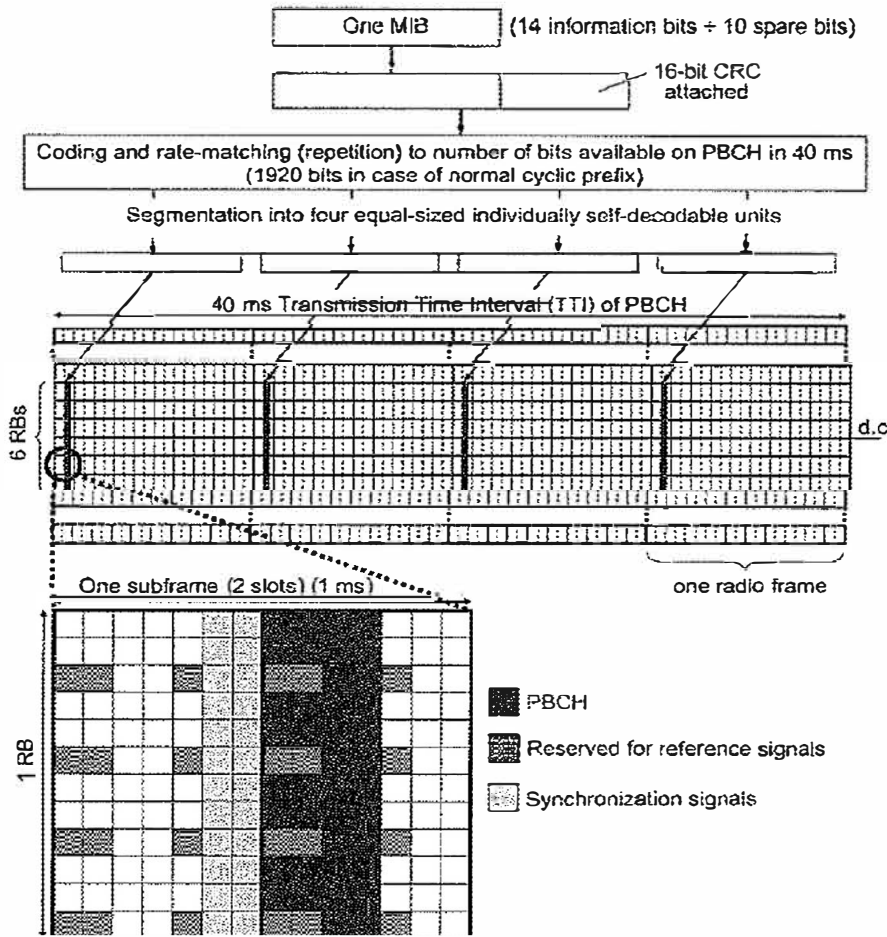 One MIB
(14 information bits ÷ 10 spare bits)
16-bit CRC
attached
Coding and rate-matching (repetition) to number of bits available on PBCH in 40 ms
(1920 bits in case of normal cyclic prefix)
Segmentation into four equal-sized individually self-decodable units
40 ms Transmission Time Interval (TTI) of PBCH
6 RBs
d.c
one radio frame
One subframe (2 slots) (1 ms)
1 RB
PBCH
Reserved for reference signals
Synchronization signals